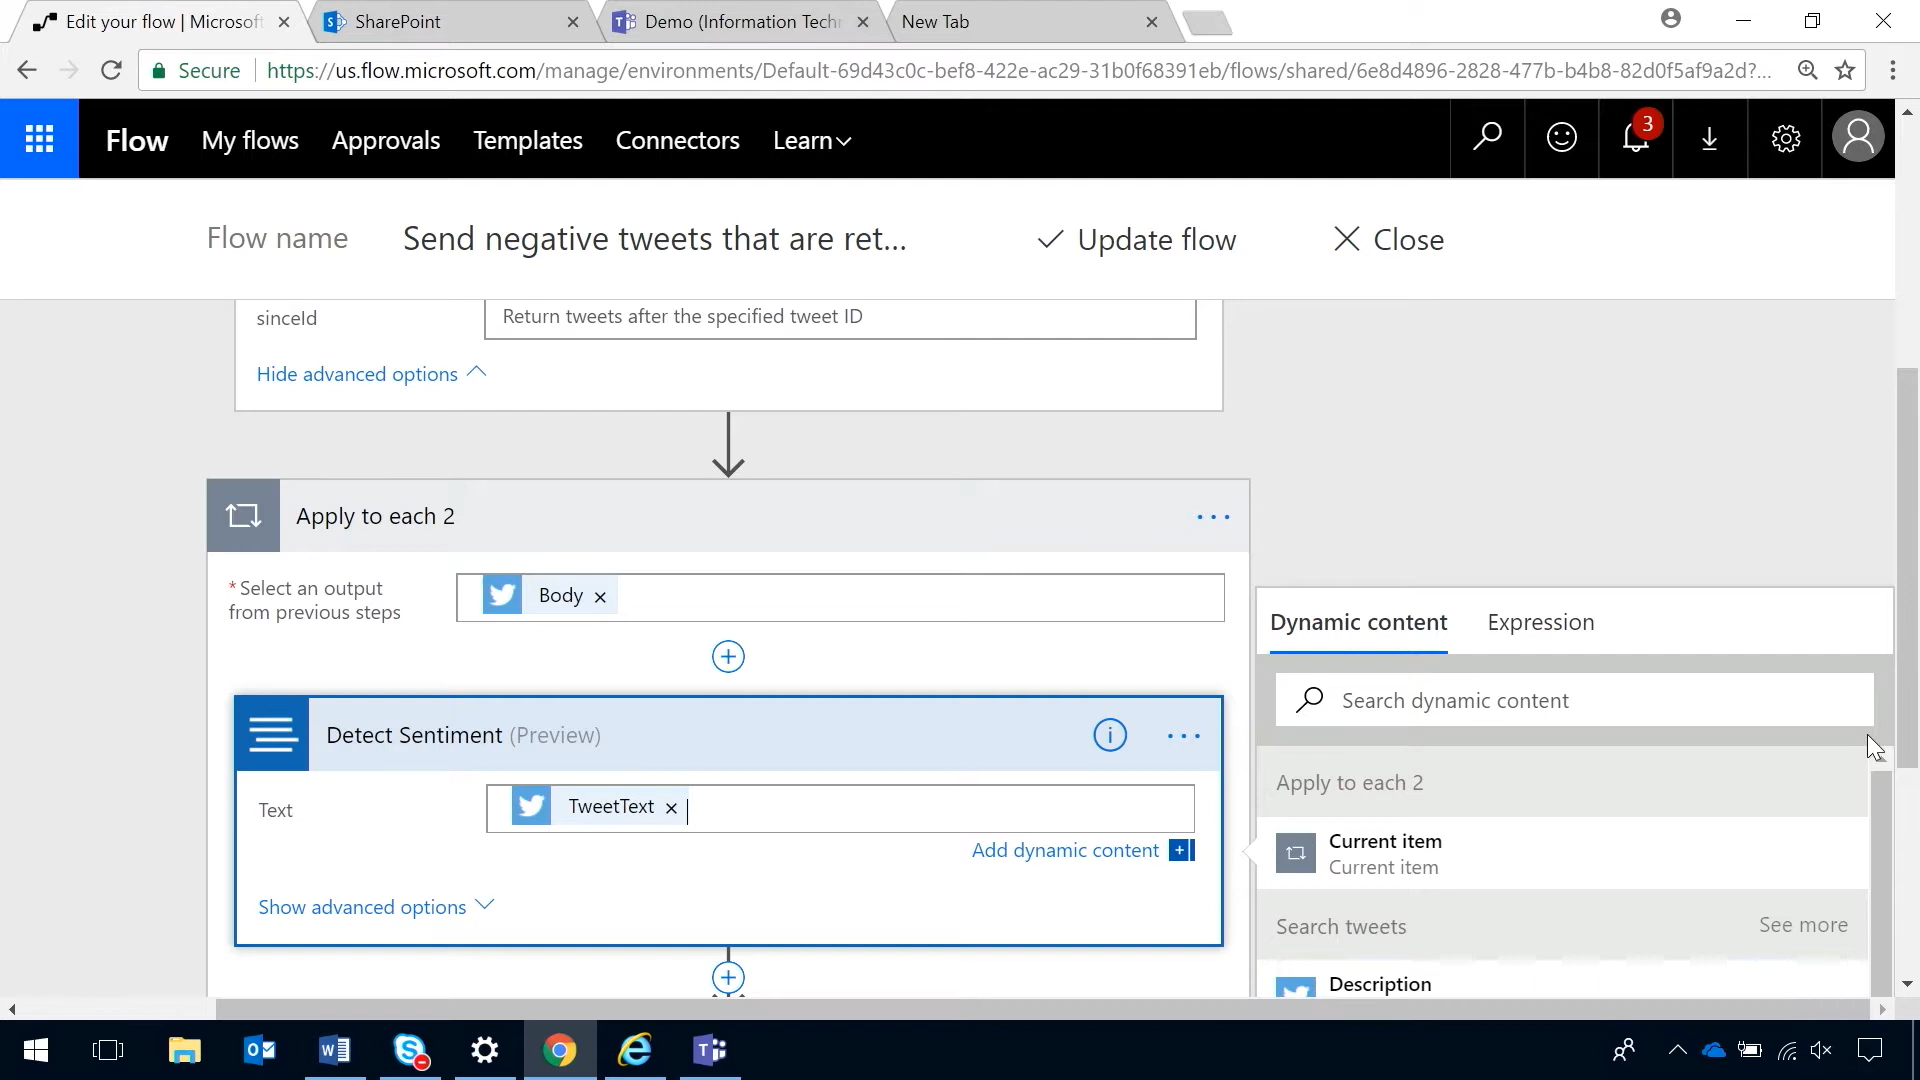 Edit your flow | Microsoft
SharePoint
Demo (Information Techn
New Tab
Secure
https://us.flow.microsoft.com/manage/environments/Default-69d43c0c-bef8-422e-ac29-31b0f68391eb/flows/shared/6e8d4896-2828-477b-b4b8-82d0f5af9a2d?...
Flow
My flows
Approvals
Templates
Connectors
Learn
3
Flow name
Send negative tweets that are ret...
Update flow
Close
sinceId
Return tweets after the specified tweet ID
Hide advanced options
Apply to each 2
...
* Select an output
from previous steps
Body ×
Detect Sentiment (Preview)
...
Text
TweetText ×
Add dynamic content
Show advanced options
Dynamic content
Expression
Search dynamic content
Apply to each 2
Current item
Current item
Search tweets
See more
Description